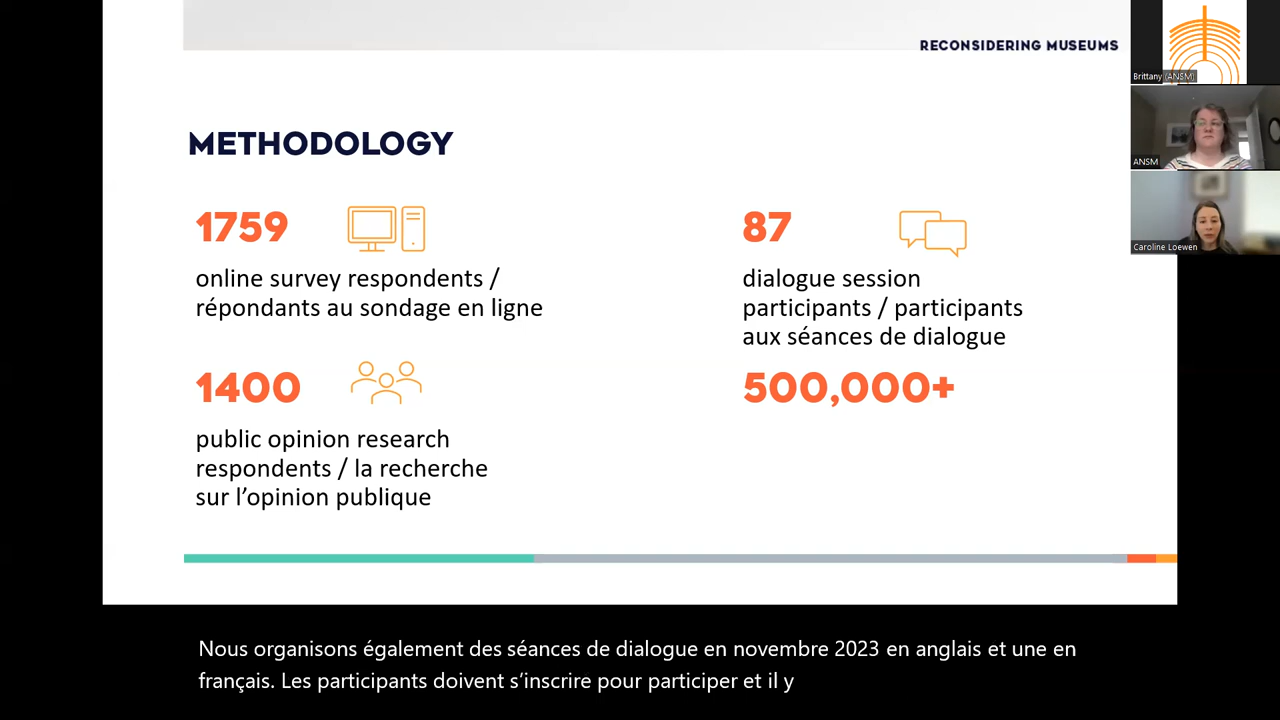 RECONSIDERING MUSEUMS
METHODOLOGY
1759
online survey respondents /
répondants au sondage en ligne
1400
public opinion research
respondents / la recherche
sur l’opinion publique
87
dialogue session
participants / participants
aux séances de dialogue
500,000+
Brittany (ANSM)
ANSM
Caroline Loewen
Nous organisons également des séances de dialogue en novembre 2023 en anglais et une en
français. Les participants doivent s’inscrire pour participer et il y